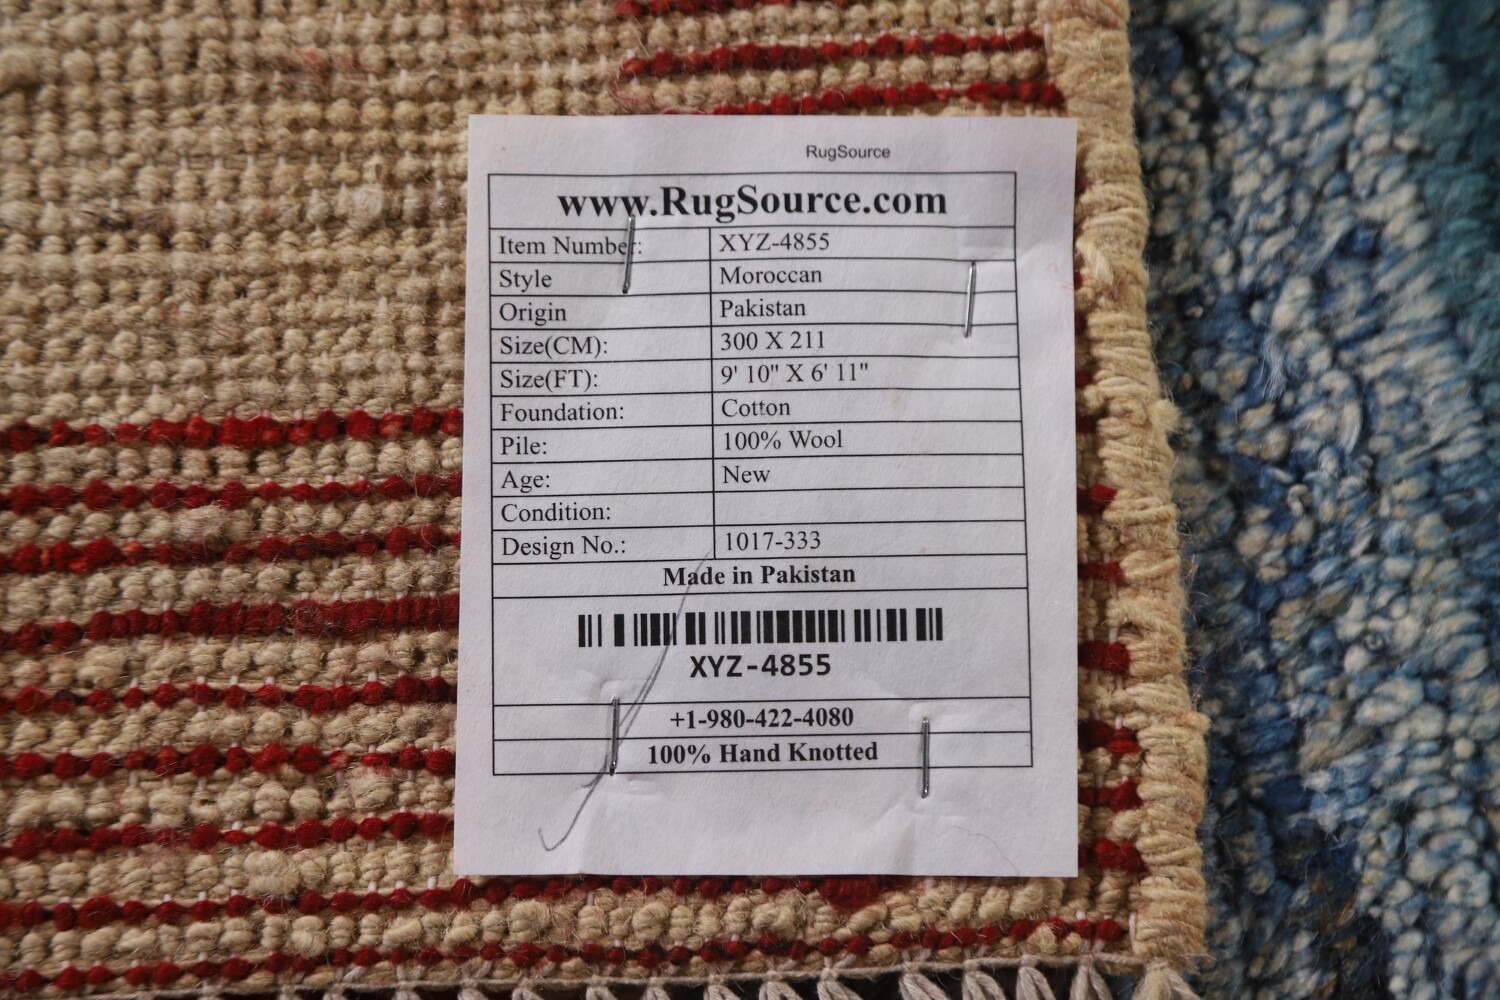 RugSource
www.RugSource.com
Item Number: XYZ-4855
Style Moroccan
Origin Pakistan
Size(CM): 300 X 211
Size(FT): 9' 10" X 6' 11"
Foundation: Cotton
Pile: 100% Wool
Age: New
Condition:
Design No.: 1017-333
Made in Pakistan
XYZ-4855
+1-980-422-4080
100% Hand Knotted